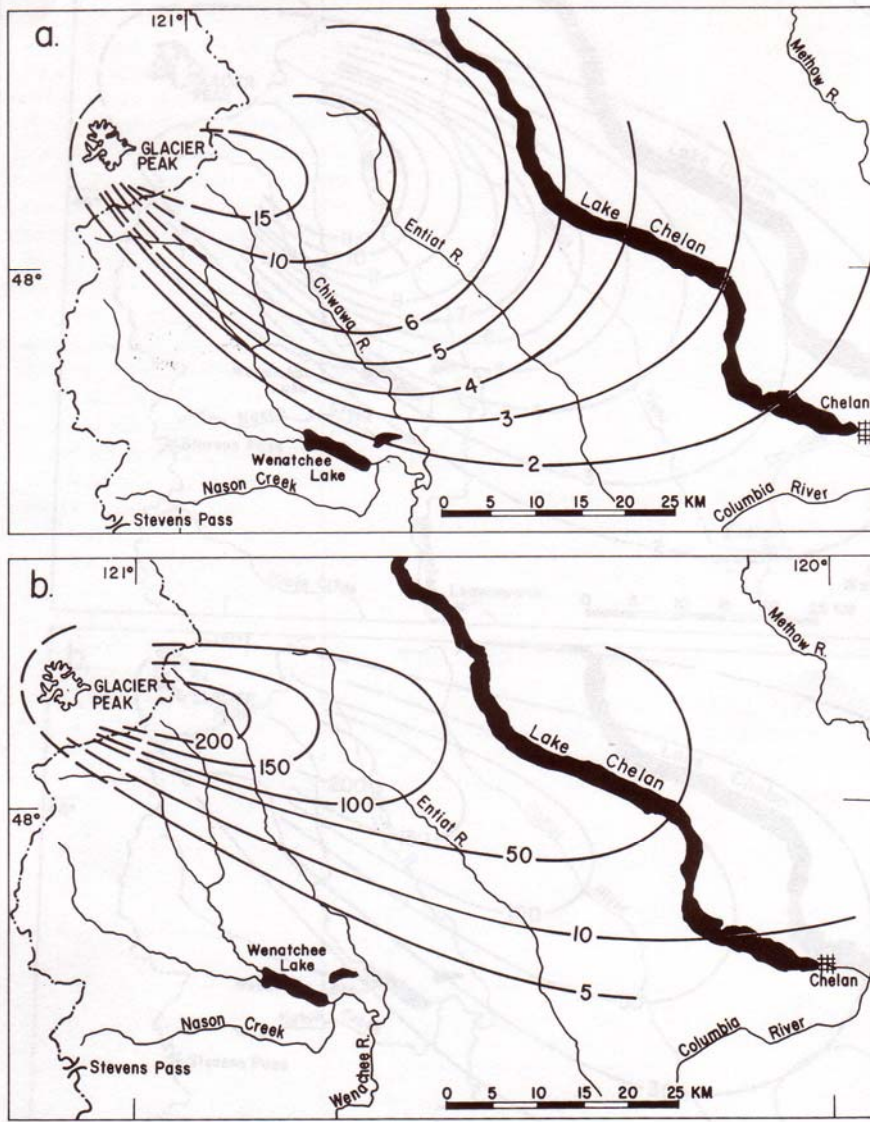 a.
121°
Methow R.
GLACIER
PEAK
15
10
Lake Chelan
Entiat R.
48°
Chiwawa R.
6
5
4
3
2
Chelan
Wenatchee
Lake
Nason Creek
Stevens Pass
0 5 10 15 20 25 KM
Columbia River
b.
121°
120°
Methow R.
GLACIER
PEAK
200
150
100
Lake Chelan
Entiat R.
48°
50
10
5
Wenatchee
Lake
Chelan
Nason Creek
Stevens Pass
Wenatchee R.
Columbia River
0 5 10 15 20 25 KM